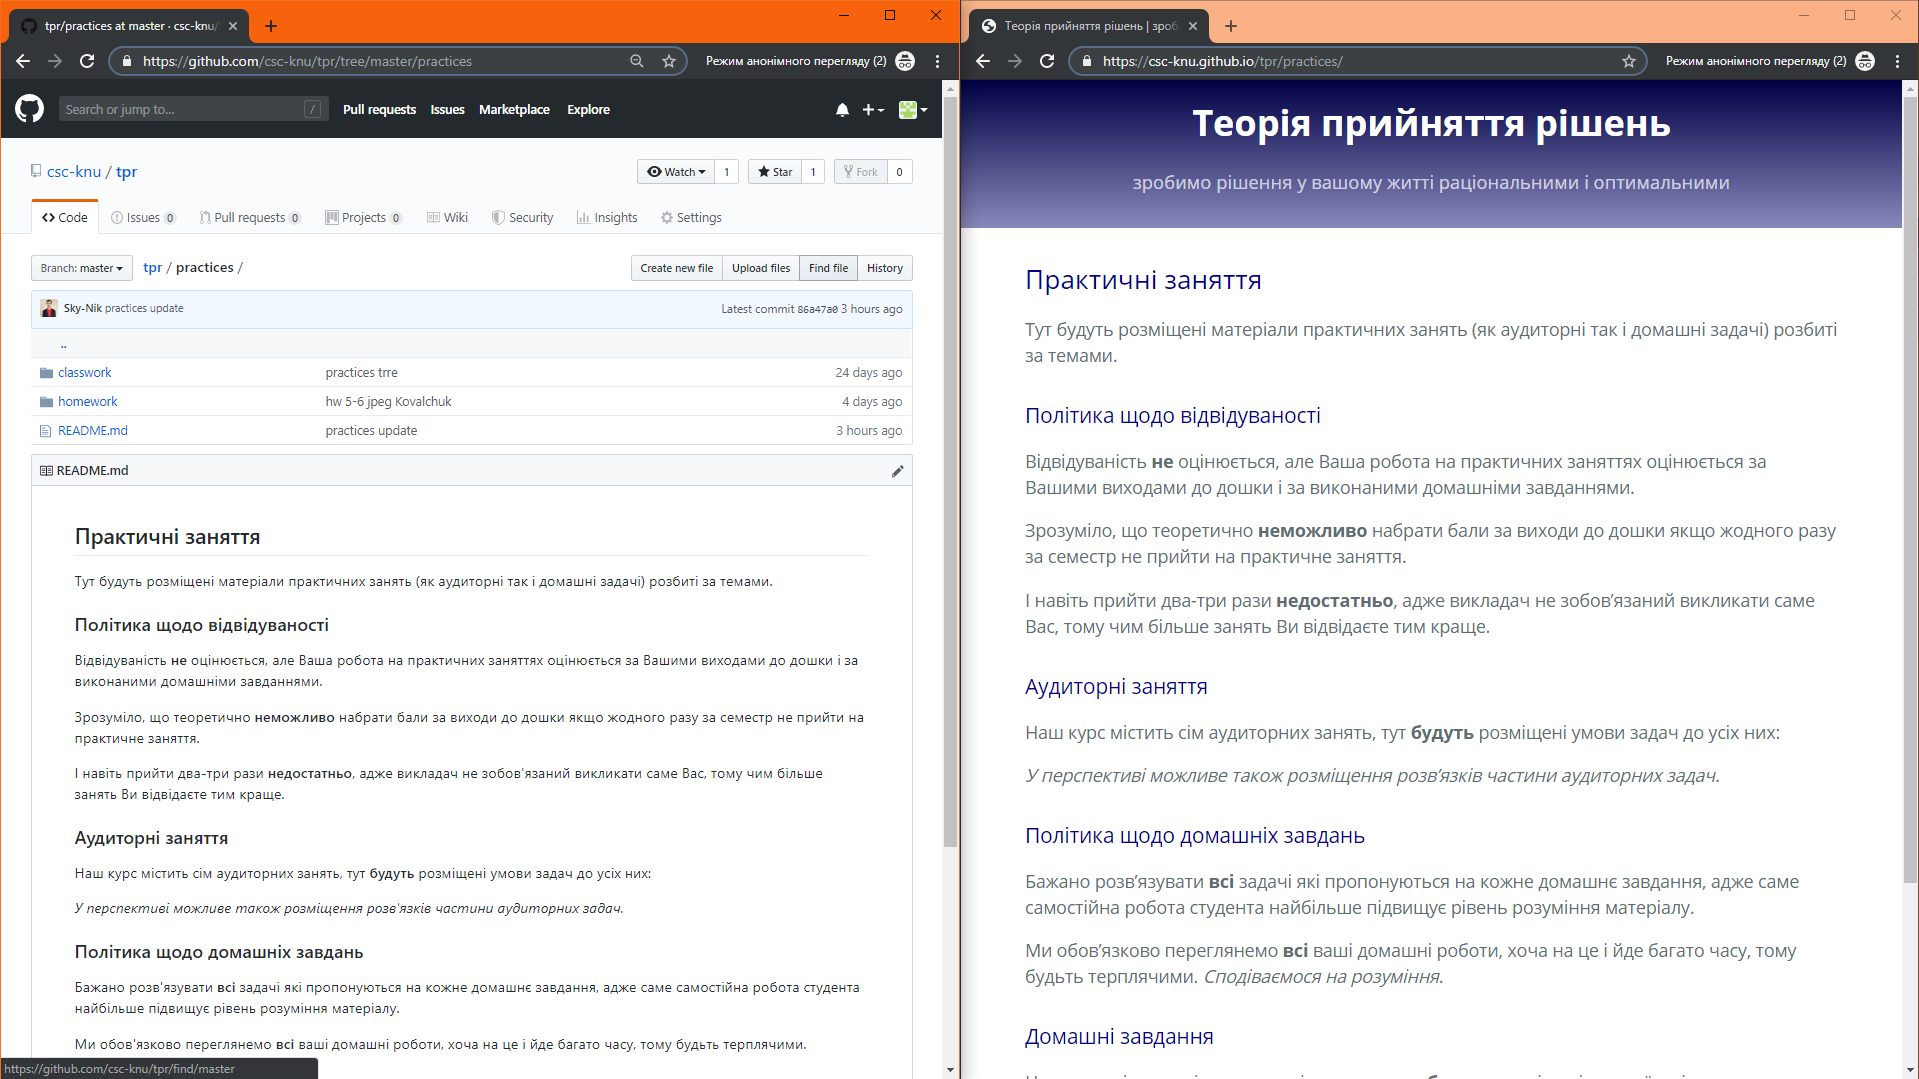 tpr/practices at master · csc-knu/
https://github.com/csc-knu/tpr/tree/master/practices
Режим анонімного перегляду (2)
Search or jump to...
/
Pull requests
Issues
Marketplace
Explore
csc-knu / tpr
Watch 1
Star 1
Fork 0
Code
Issues 0
Pull requests 0
Projects 0
Wiki
Security
Insights
Settings
Branch: master
tpr / practices /
Create new file
Upload files
Find file
History
Sky-Nik practices update
Latest commit 86a47a0 3 hours ago
..
classwork practices trre 24 days ago
homework hw 5-6 jpeg Kovalchuk 4 days ago
README.md practices update 3 hours ago
README.md
Практичні заняття
Тут будуть розміщені матеріали практичних занять (як аудиторні так і домашні задачі) розбиті за темами.
Політика щодо відвідуваності
Відвідуваність не оцінюється, але Ваша робота на практичних заняттях оцінюється за Вашими виходами до дошки і за
виконаними домашніми завданнями.
Зрозуміло, що теоретично неможливо набрати бали за виходи до дошки якщо жодного разу за семестр не прийти на
практичне заняття.
І навіть прийти два-три рази недостатньо, адже викладач не зобов'язаний викликати саме Вас, тому чим більше
занять Ви відвідаєте тим краще.
Аудиторні заняття
Наш курс містить сім аудиторних занять, тут будуть розміщені умови задач до усіх них:
У перспективі можливе також розміщення розв'язків частини аудиторних задач.
Політика щодо домашніх завдань
Бажано розв'язувати всі задачі які пропонуються на кожне домашнє завдання, адже саме самостійна робота студента
найбільше підвищує рівень розуміння матеріалу.
Ми обов'язково переглянемо всі ваші домашні роботи, хоча на це і йде багато часу, тому будьть терплячими.
https://github.com/csc-knu/tpr/find/master
Теорія прийняття рішень | зроб
https://csc-knu.github.io/tpr/practices/
Режим анонімного перегляду (2)
Теорія прийняття рішень
зробимо рішення у вашому житті раціональними і оптимальними
Практичні заняття
Тут будуть розміщені матеріали практичних занять (як аудиторні так і домашні задачі) розбиті
за темами.
Політика щодо відвідуваності
Відвідуваність не оцінюється, але Ваша робота на практичних заняттях оцінюється за
Вашими виходами до дошки і за виконаними домашніми завданнями.
Зрозуміло, що теоретично неможливо набрати бали за виходи до дошки якщо жодного разу
за семестр не прийти на практичне заняття.
І навіть прийти два-три рази недостатньо, адже викладач не зобов’язаний викликати саме
Вас, тому чим більше занять Ви відвідаєте тим краще.
Аудиторні заняття
Наш курс містить сім аудиторних занять, тут будуть розміщені умови задач до усіх них:
У перспективі можливе також розміщення розв’язків частини аудиторних задач.
Політика щодо домашніх завдань
Бажано розв’язувати всі задачі які пропонуються на кожне домашнє завдання, адже саме
самостійна робота студента найбільше підвищує рівень розуміння матеріалу.
Ми обов’язково переглянемо всі ваші домашні роботи, хоча на це і йде багато часу, тому
будьть терплячими. Сподіваємося на розуміння.
Домашні завдання